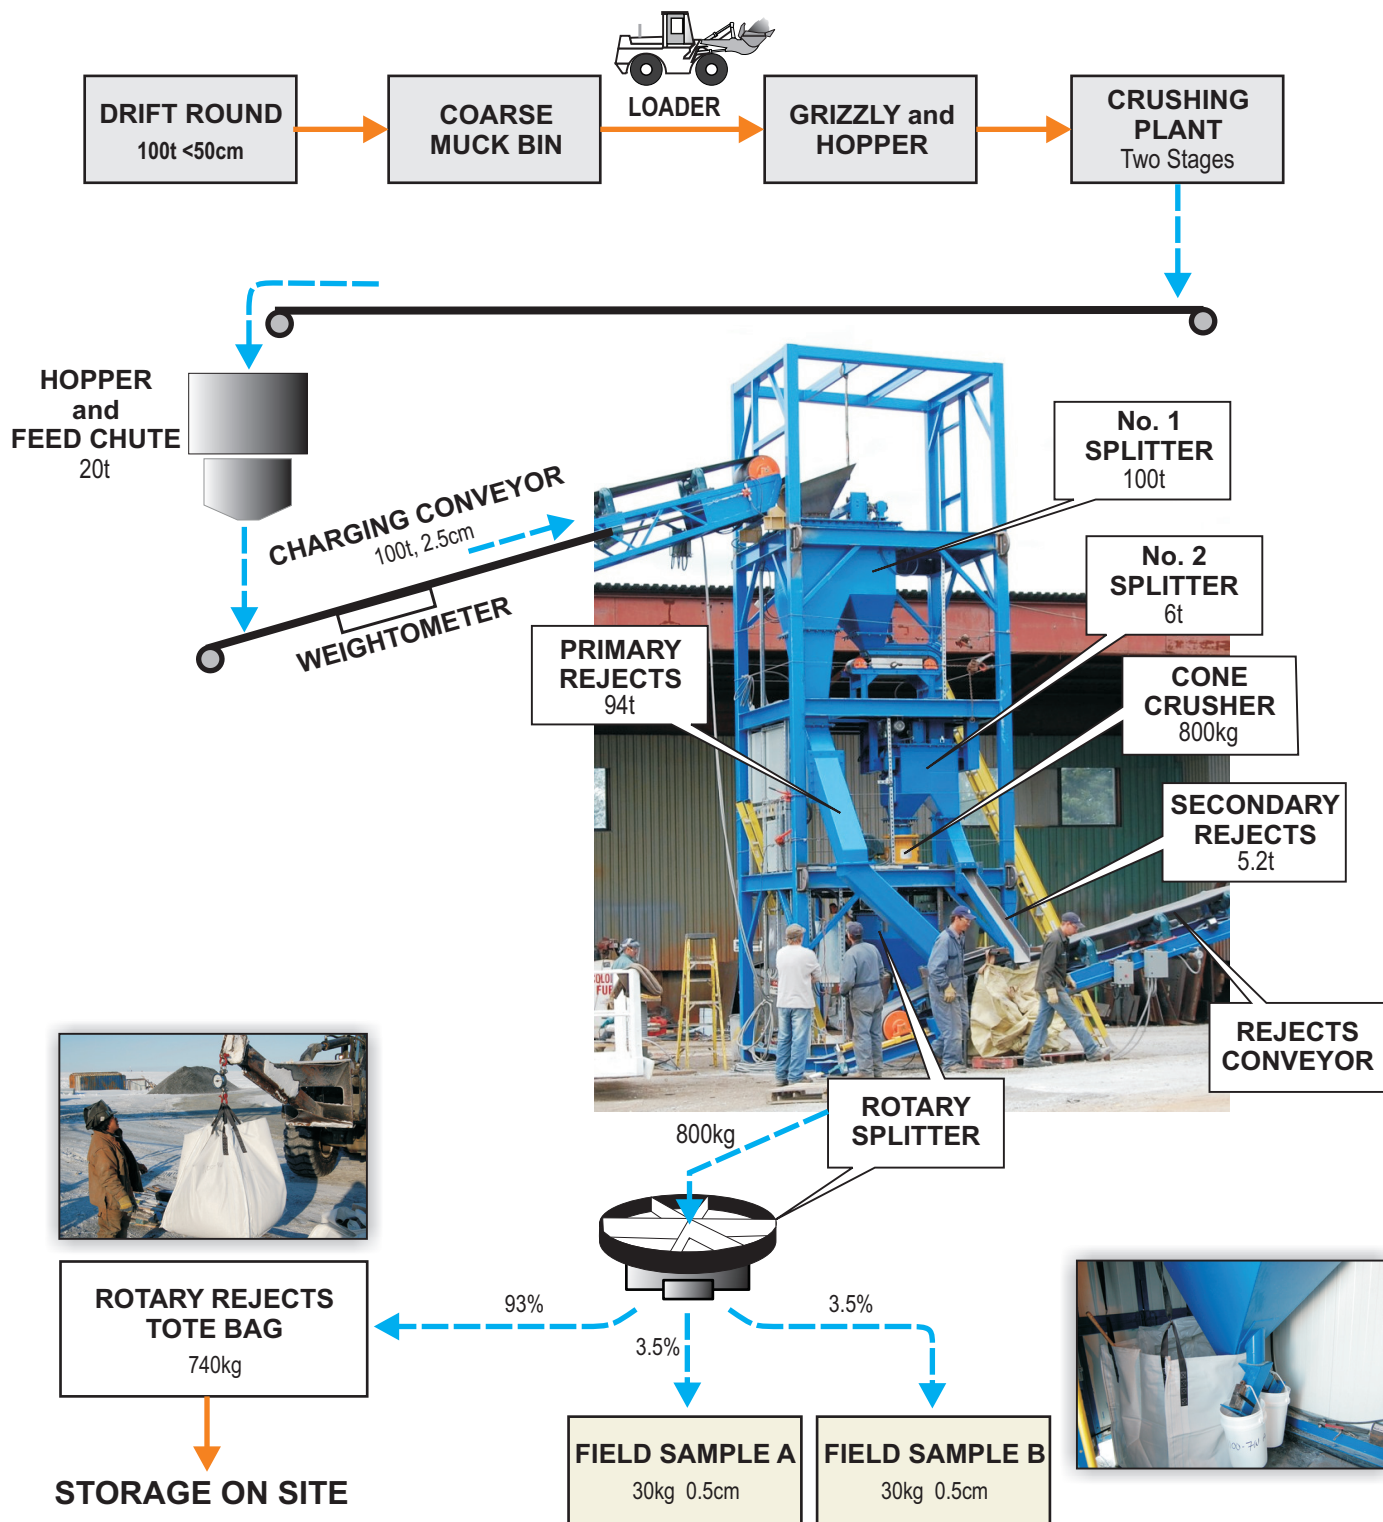 LOADER
DRIFT ROUND
100t <50cm
COARSE
MUCK BIN
GRIZZLY and
HOPPER
CRUSHING
PLANT
Two Stages
HOPPER
and
FEED CHUTE
20t
CHARGING CONVEYOR
100t, 2.5cm
WEIGHTOMETER
No. 1
SPLITTER
100t
No. 2
SPLITTER
6t
PRIMARY
REJECTS
94t
CONE
CRUSHER
800kg
SECONDARY
REJECTS
5.2t
REJECTS
CONVEYOR
ROTARY
SPLITTER
800kg
93%
3.5%
3.5%
ROTARY REJECTS
TOTE BAG
740kg
STORAGE ON SITE
FIELD SAMPLE A
30kg 0.5cm
FIELD SAMPLE B
30kg 0.5cm